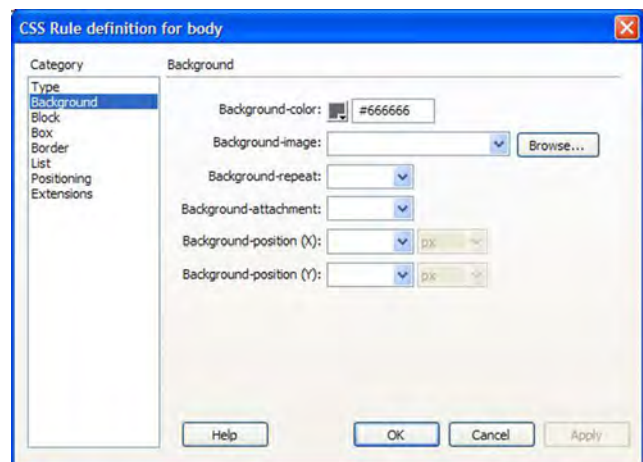 CSS Rule definition for body
Category
Background
Type
Background
Block
Box
Border
List
Positioning
Extensions
Background-color: #666666
Background-image: Browse...
Background-repeat:
Background-attachment:
Background-position (X): px
Background-position (Y): px
Help OK Cancel Apply